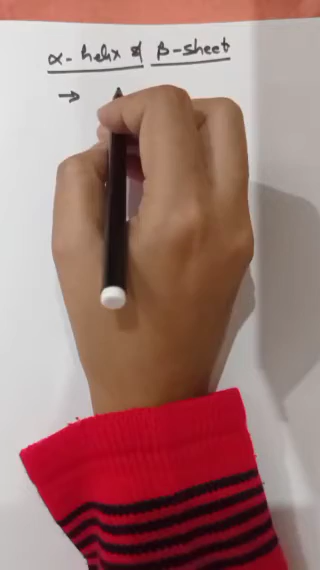 α- helix & β-sheet
→